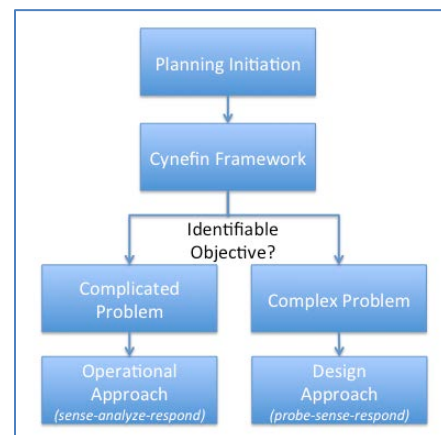 Planning Initiation
Cynefin Framework
Identifiable
Objective?
Complicated
Problem
Complex Problem
Operational
Approach
(sense-analyze-respond)
Design
Approach
(probe-sense-respond)